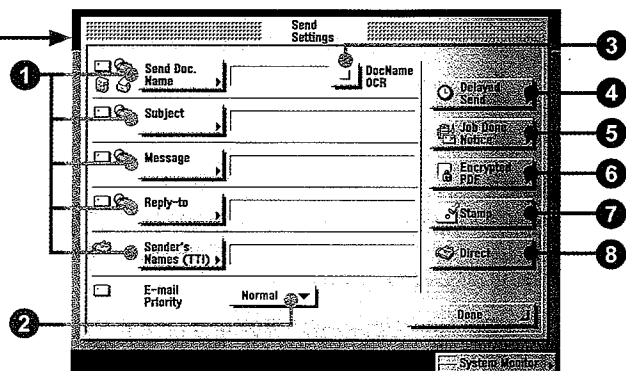 Send
Settings
Send Doc.
Name
DocName
OCR
Subject
Message
Reply-to
Sender's
Names (TTI)
E-mail
Priority
Normal
Delayed
Send
Job Done
Notice
Encrypted
PDF
Stamp
Direct
Done
System Monitor
1
2
3
4
5
6
7
8